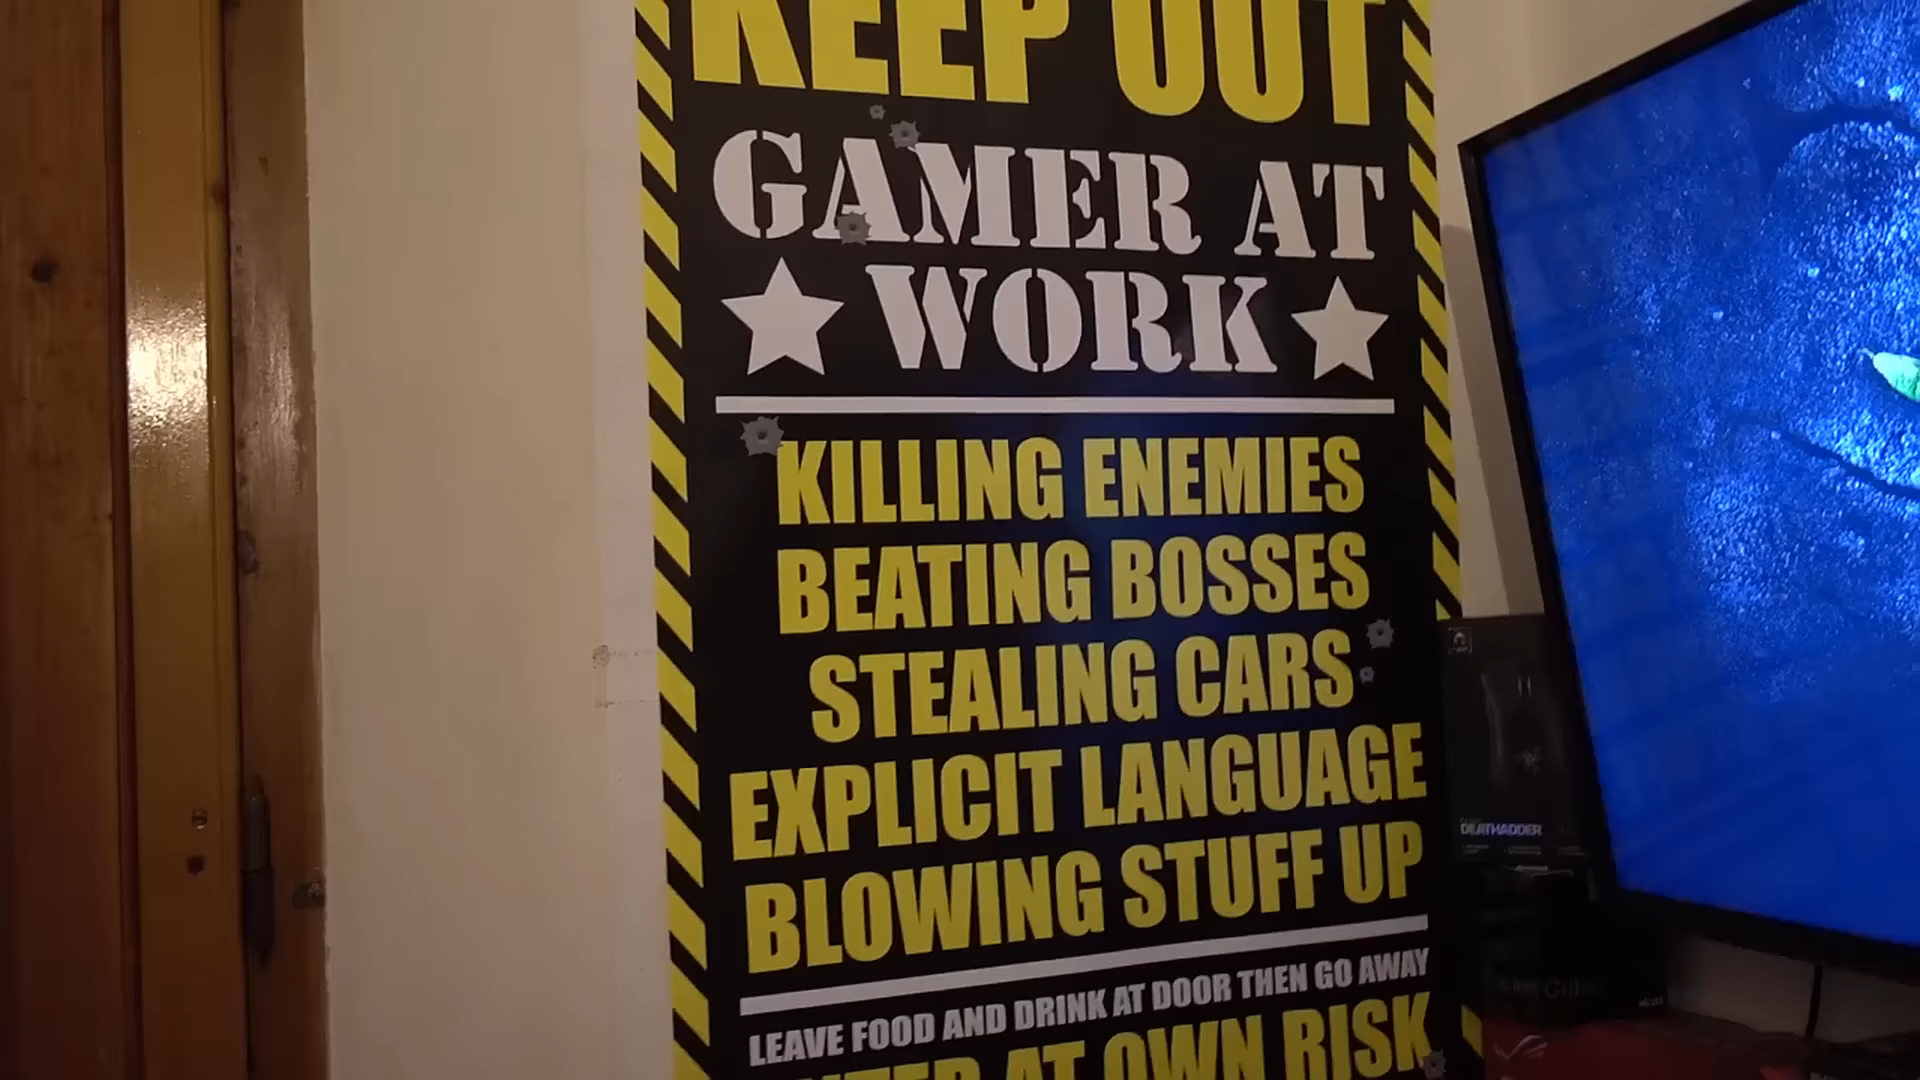 KEEP OUT
GAMER AT
WORK
KILLING ENEMIES
BEATING BOSSES
STEALING CARS
EXPLICIT LANGUAGE
BLOWING STUFF UP
LEAVE FOOD AND DRINK AT DOOR THEN GO AWAY
ENTER AT OWN RISK
DEATHADDER